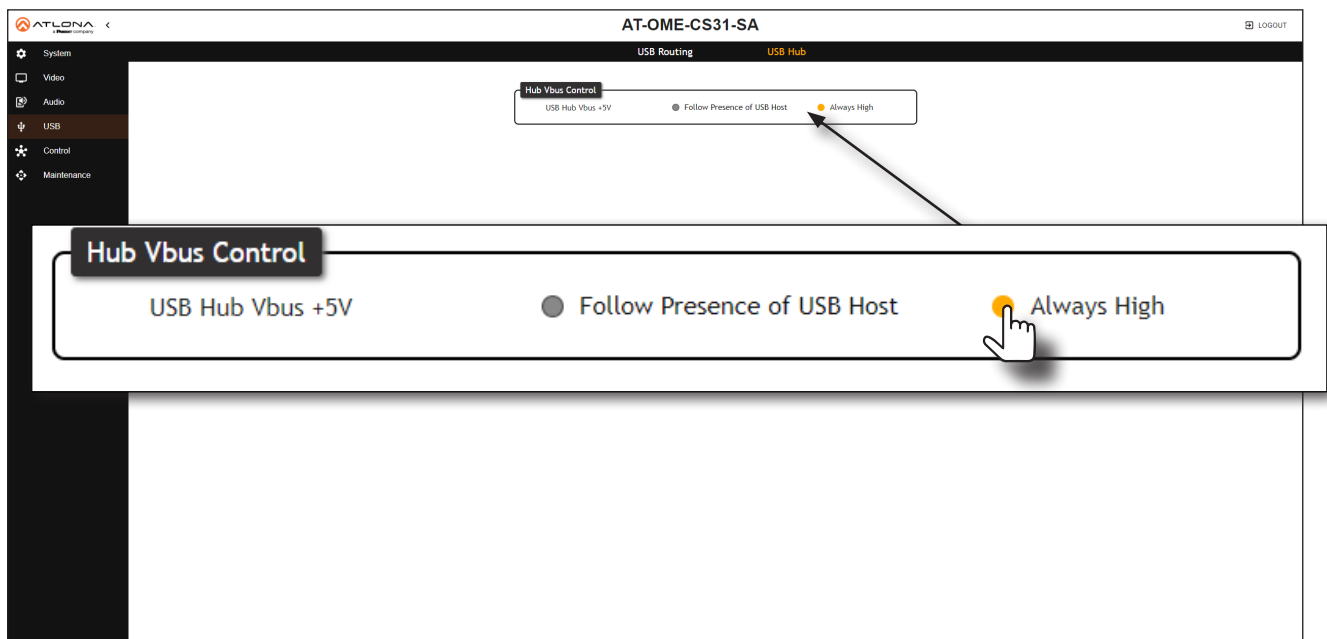 ATLONA
a Panduit company
AT-OME-CS31-SA
LOGOUT
USB Routing USB Hub
System
Video
Audio
USB
Control
Maintenance
Hub Vbus Control
USB Hub Vbus +5V Follow Presence of USB Host Always High
Hub Vbus Control
USB Hub Vbus +5V Follow Presence of USB Host Always High